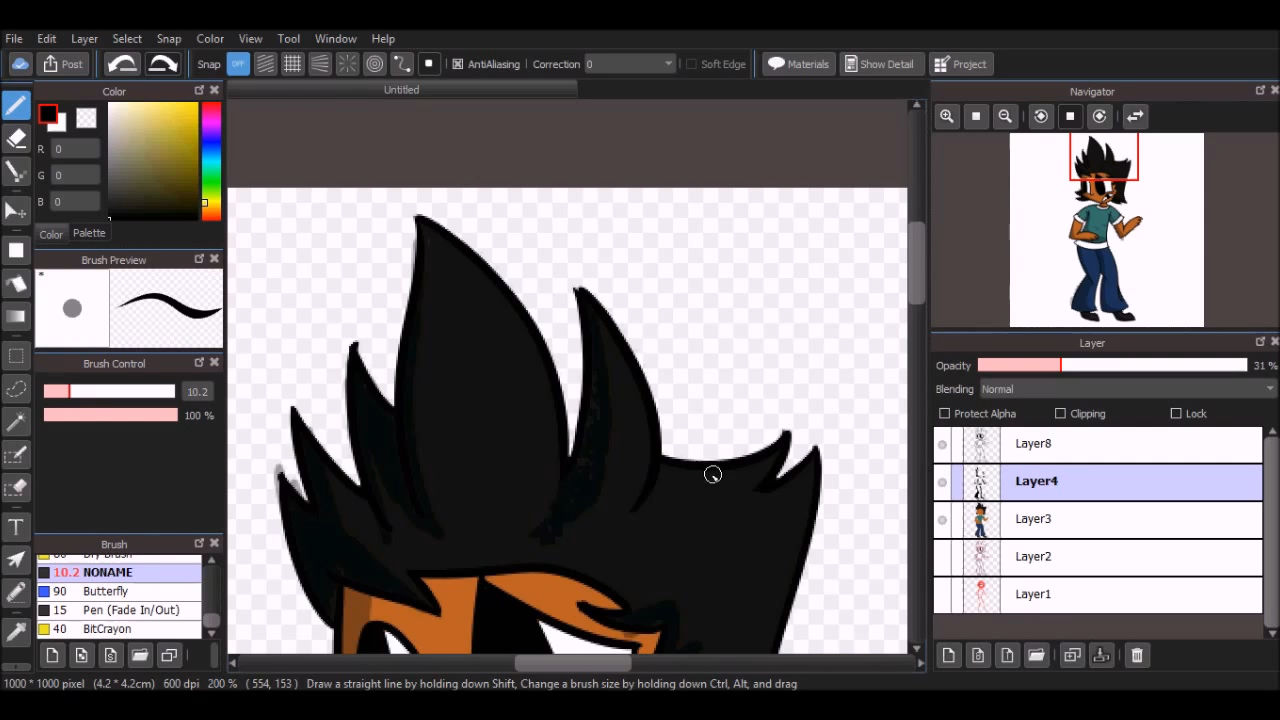 File Edit Layer Select Snap Color View Tool Window Help
Post Snap OFF AntiAliasing Correction 0 Soft Edge Materials Show Detail Project
Color
Untitled
Navigator
R 0
G 0
B 0
Color Palette
Brush Preview
*
Brush Control
10.2
100 %
Layer
Opacity 31 %
Blending Normal
Protect Alpha Clipping Lock
Layer8
Layer4
Layer3
Layer2
Layer1
Brush
80 Dry Brush
10.2 NONAME
90 Butterfly
15 Pen (Fade In/Out)
40 BitCrayon
T
1000 * 1000 pixel (4.2 * 4.2cm) 600 dpi 200 % ( 554, 153 ) Draw a straight line by holding down Shift, Change a brush size by holding down Ctrl, Alt, and drag